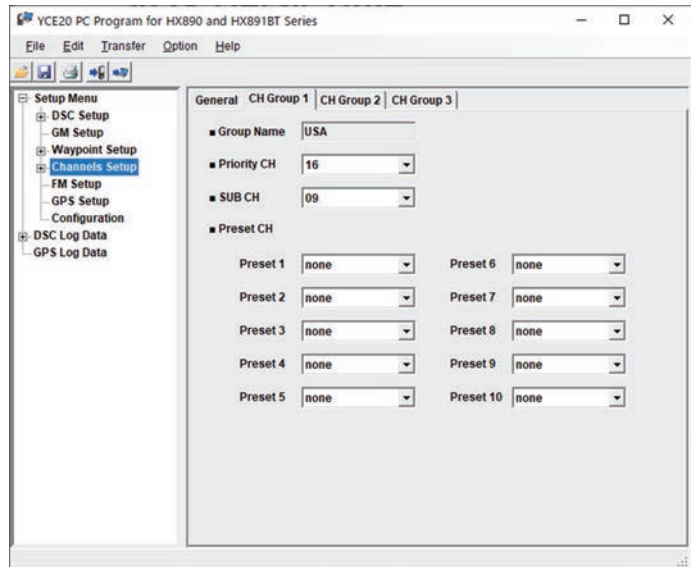 YCE20 PC Program for HX890 and HX891BT Series
File Edit Transfer Option Help
Setup Menu
DSC Setup
GM Setup
Waypoint Setup
Channels Setup
FM Setup
GPS Setup
Configuration
DSC Log Data
GPS Log Data
General CH Group 1 CH Group 2 CH Group 3
Group Name USA
Priority CH 16
SUB CH 09
Preset CH
Preset 1 none Preset 6 none
Preset 2 none Preset 7 none
Preset 3 none Preset 8 none
Preset 4 none Preset 9 none
Preset 5 none Preset 10 none